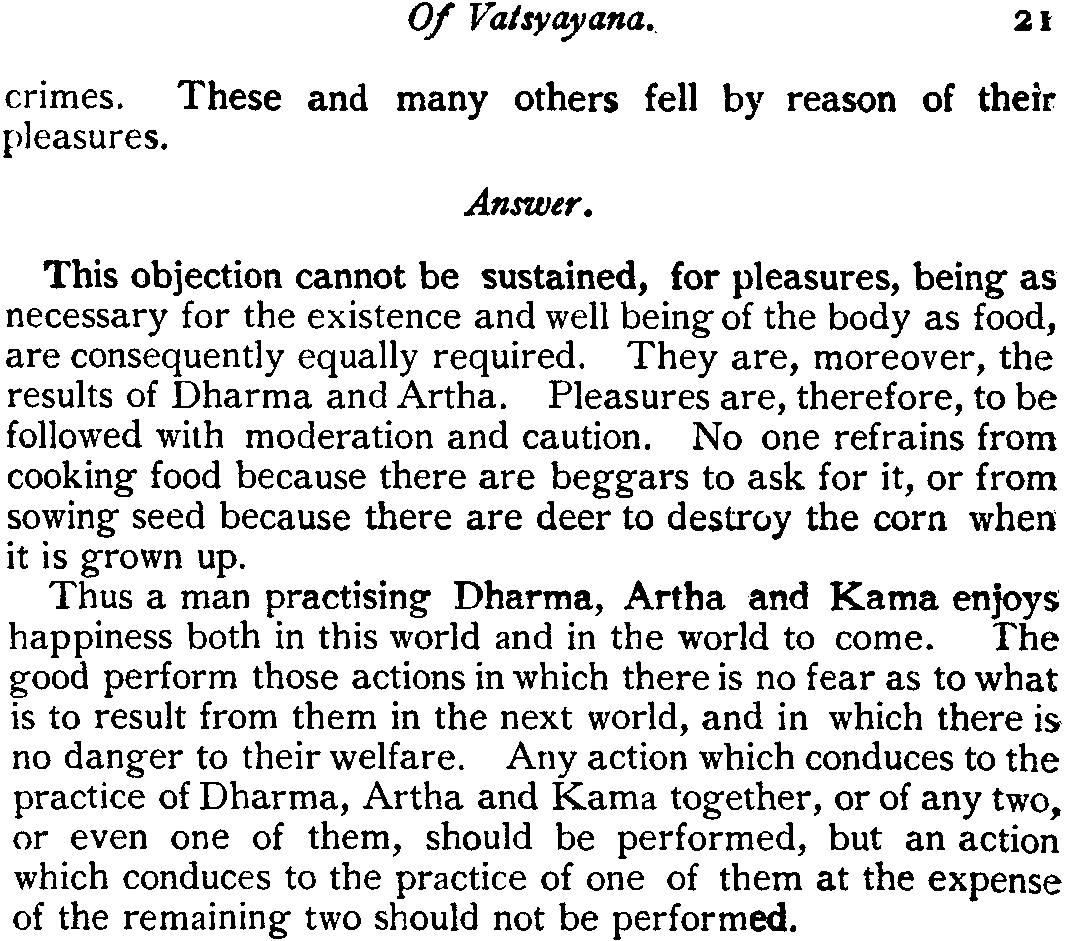 Of Vatsyayana. 21
crimes. These and many others fell by reason of their
pleasures.
Answer.
This objection cannot be sustained, for pleasures, being as
necessary for the existence and well being of the body as food,
are consequently equally required. They are, moreover, the
results of Dharma and Artha. Pleasures are, therefore, to be
followed with moderation and caution. No one refrains from
cooking food because there are beggars to ask for it, or from
sowing seed because there are deer to destroy the corn when
it is grown up.
Thus a man practising Dharma, Artha and Kama enjoys
happiness both in this world and in the world to come. The
good perform those actions in which there is no fear as to what
is to result from them in the next world, and in which there is
no danger to their welfare. Any action which conduces to the
practice of Dharma, Artha and Kama together, or of any two,
or even one of them, should be performed, but an action
which conduces to the practice of one of them at the expense
of the remaining two should not be performed.